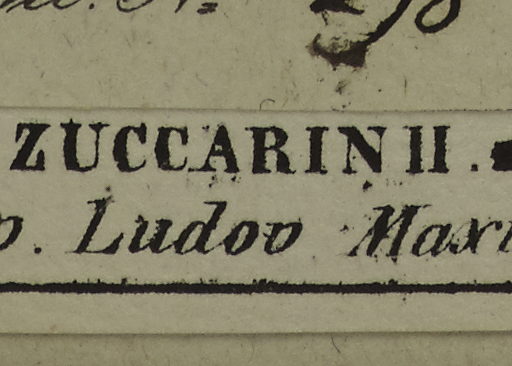 ZUCCARINII.
. Ludov Maxi